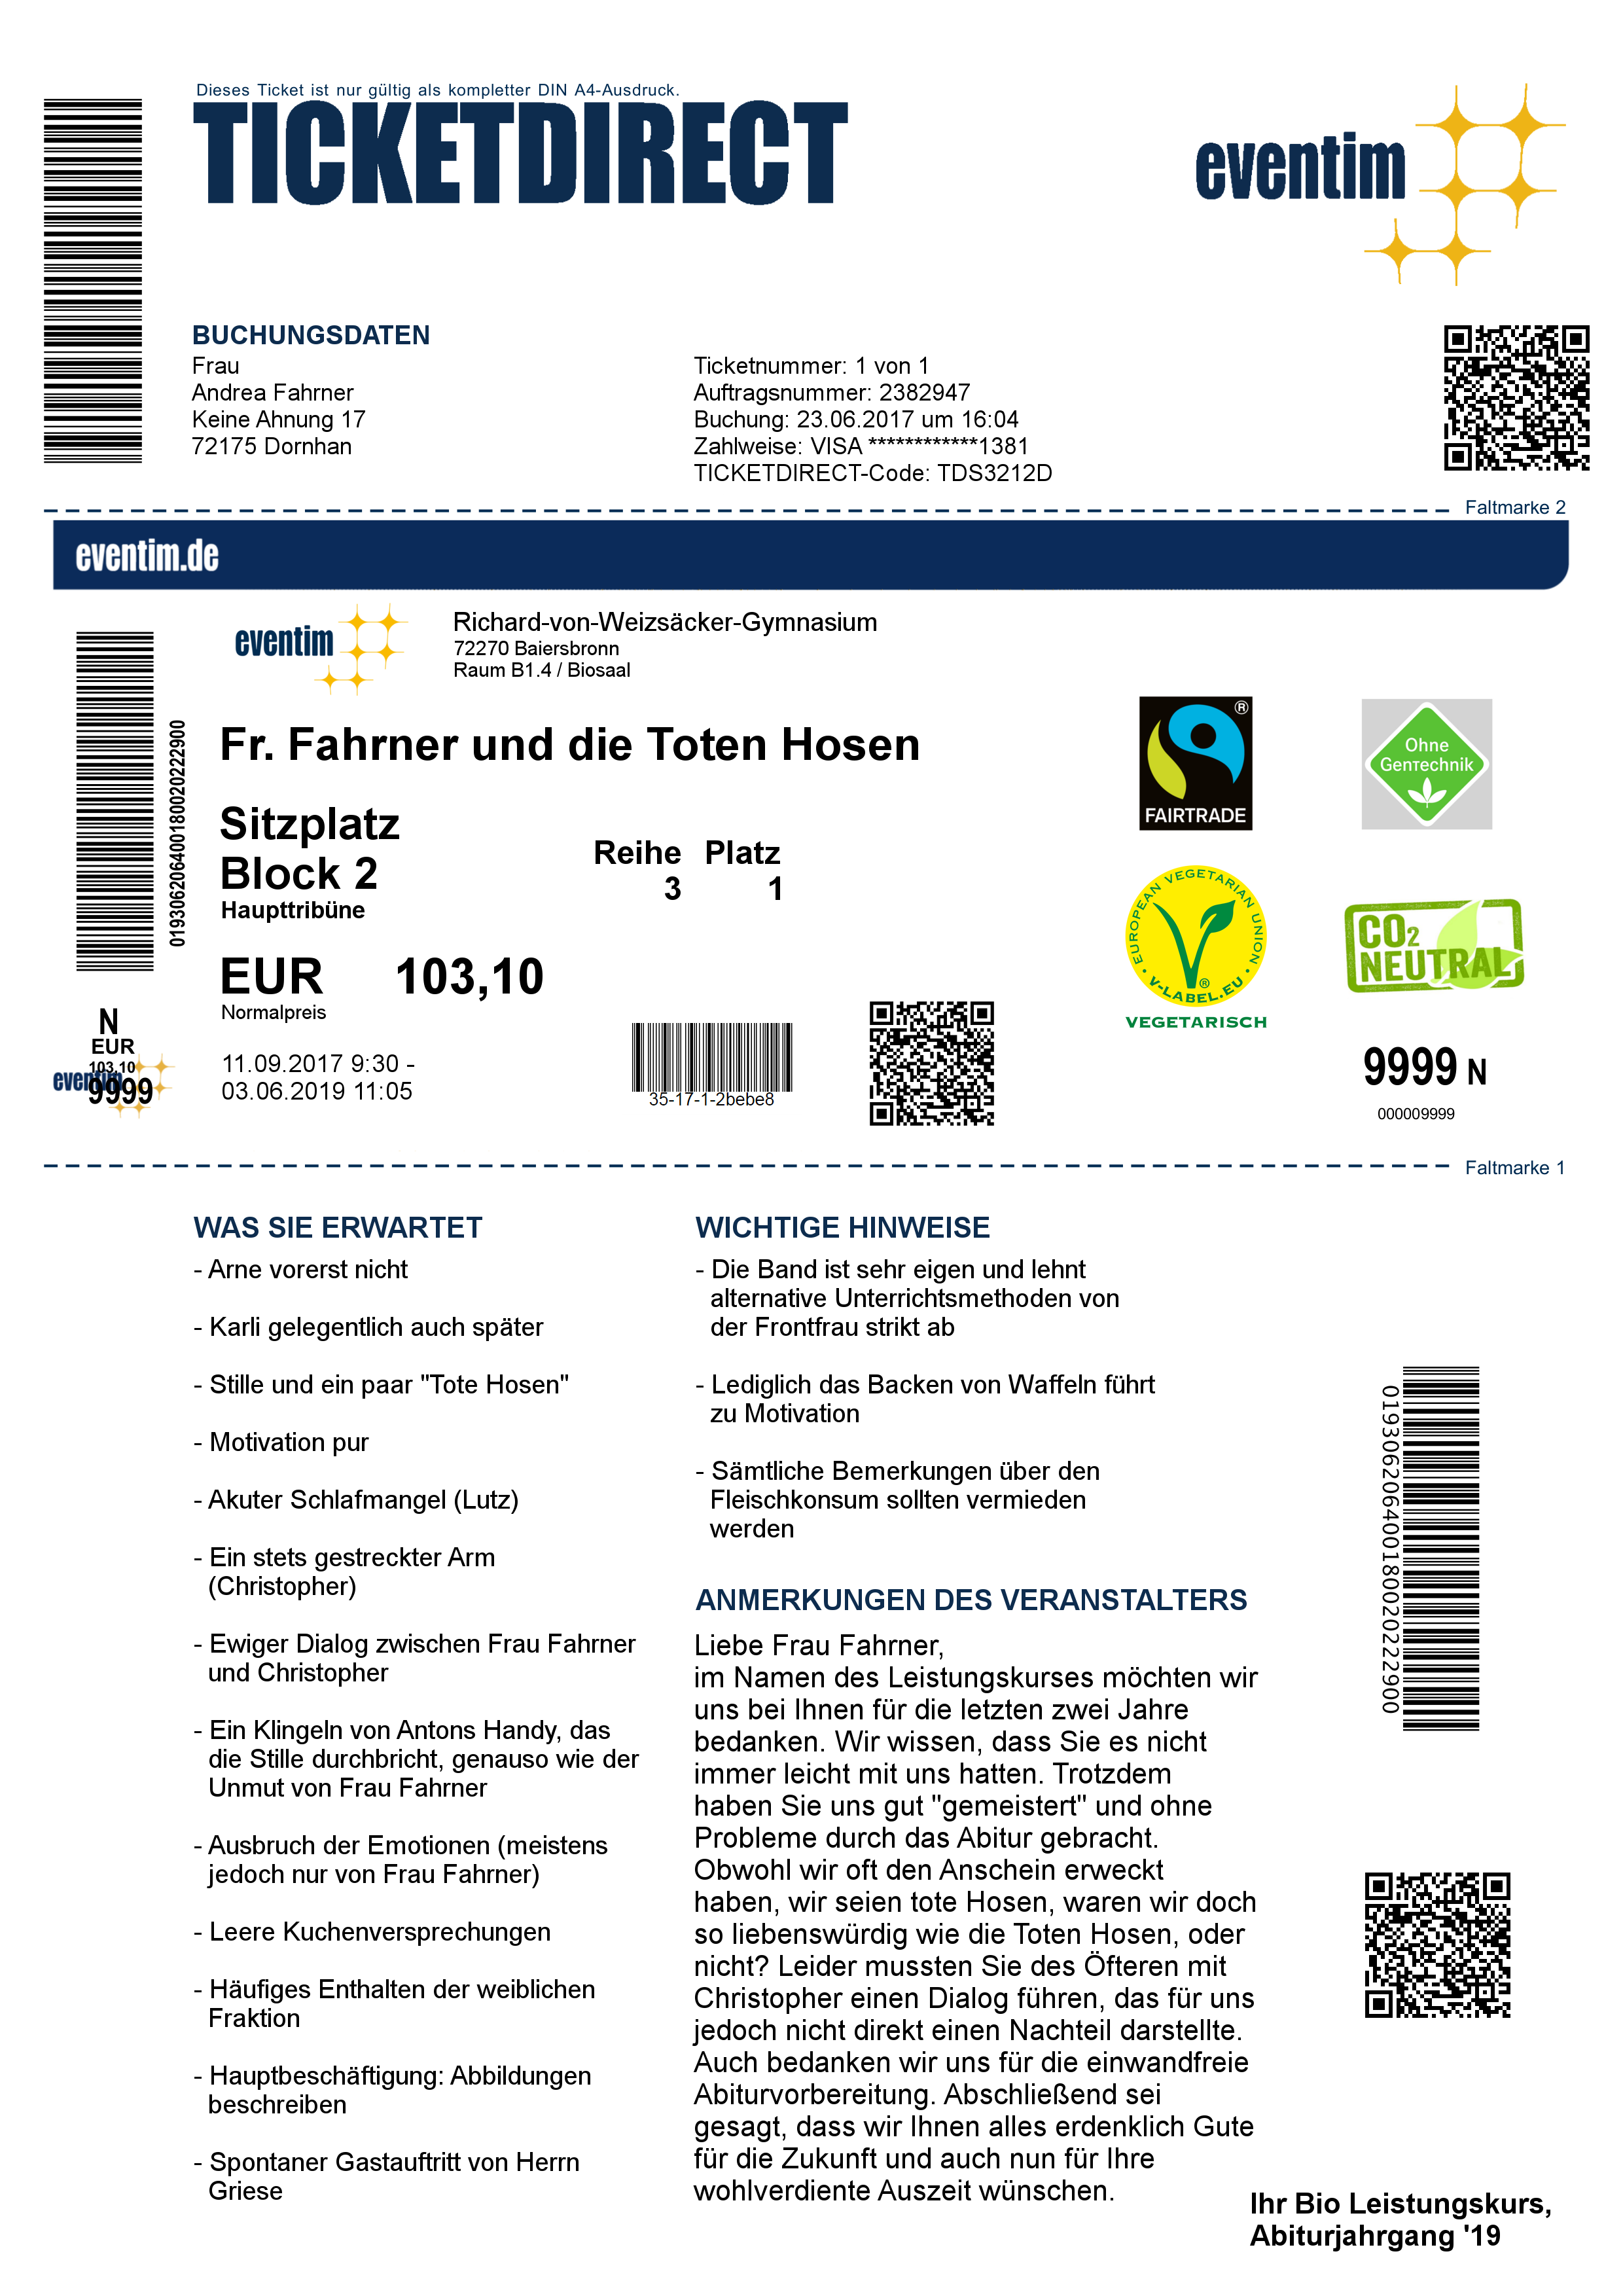 Dieses Ticket ist nur gültig als kompletter DIN A4-Ausdruck.
TICKETDIRECT
eventim
BUCHUNGSDATEN
Frau
Andrea Fahrner
Keine Ahnung 17
72175 Dornhan
Ticketnummer: 1 von 1
Auftragsnummer: 2382947
Buchung: 23.06.2017 um 16:04
Zahlweise: VISA ************1381
TICKETDIRECT-Code: TDS3212D
Faltmarke 2
eventim.de
eventim
Richard-von-Weizsäcker-Gymnasium
72270 Baiersbronn
Raum B1.4 / Biosaal
01930620640018002022290​0
Fr. Fahrner und die Toten Hosen
Sitzplatz
Block 2
Haupttribüne
Reihe Platz
3 1
EUR 103,10
Normalpreis
11.09.2017 9:30 -
03.06.2019 11:05
35-17-1-2bebe8
FAIRTRADE
®
Ohne
Gentechnik
EUROPEAN VEGETARIAN UNION
V-LABEL.EU
®
VEGETARISCH
CO2
NEUTRAL
N
EUR
103,10
eventim
9999
9999 N
000009999
Faltmarke 1
WAS SIE ERWARTET
- Arne vorerst nicht
- Karli gelegentlich auch später
- Stille und ein paar "Tote Hosen"
- Motivation pur
- Akuter Schlafmangel (Lutz)
- Ein stets gestreckter Arm
(Christopher)
- Ewiger Dialog zwischen Frau Fahrner
und Christopher
- Ein Klingeln von Antons Handy, das
die Stille durchbricht, genauso wie der
Unmut von Frau Fahrner
- Ausbruch der Emotionen (meistens
jedoch nur von Frau Fahrner)
- Leere Kuchenversprechungen
- Häufiges Enthalten der weiblichen
Fraktion
- Hauptbeschäftigung: Abbildungen
beschreiben
- Spontaner Gastauftritt von Herrn
Griese
WICHTIGE HINWEISE
- Die Band ist sehr eigen und lehnt
alternative Unterrichtsmethoden von
der Frontfrau strikt ab
- Lediglich das Backen von Waffeln führt
zu Motivation
- Sämtliche Bemerkungen über den
Fleischkonsum sollten vermieden
werden
ANMERKUNGEN DES VERANSTALTERS
Liebe Frau Fahrner,
im Namen des Leistungskurses möchten wir
uns bei Ihnen für die letzten zwei Jahre
bedanken. Wir wissen, dass Sie es nicht
immer leicht mit uns hatten. Trotzdem
haben Sie uns gut "gemeistert" und ohne
Probleme durch das Abitur gebracht.
Obwohl wir oft den Anschein erweckt
haben, wir seien tote Hosen, waren wir doch
so liebenswürdig wie die Toten Hosen, oder
nicht? Leider mussten Sie des Öfteren mit
Christopher einen Dialog führen, das für uns
jedoch nicht direkt einen Nachteil darstellte.
Auch bedanken wir uns für die einwandfreie
Abiturvorbereitung. Abschließend sei
gesagt, dass wir Ihnen alles erdenklich Gute
für die Zukunft und auch nun für Ihre
wohlverdiente Auszeit wünschen.
019306206400180020222900
Ihr Bio Leistungskurs,
Abiturjahrgang '19